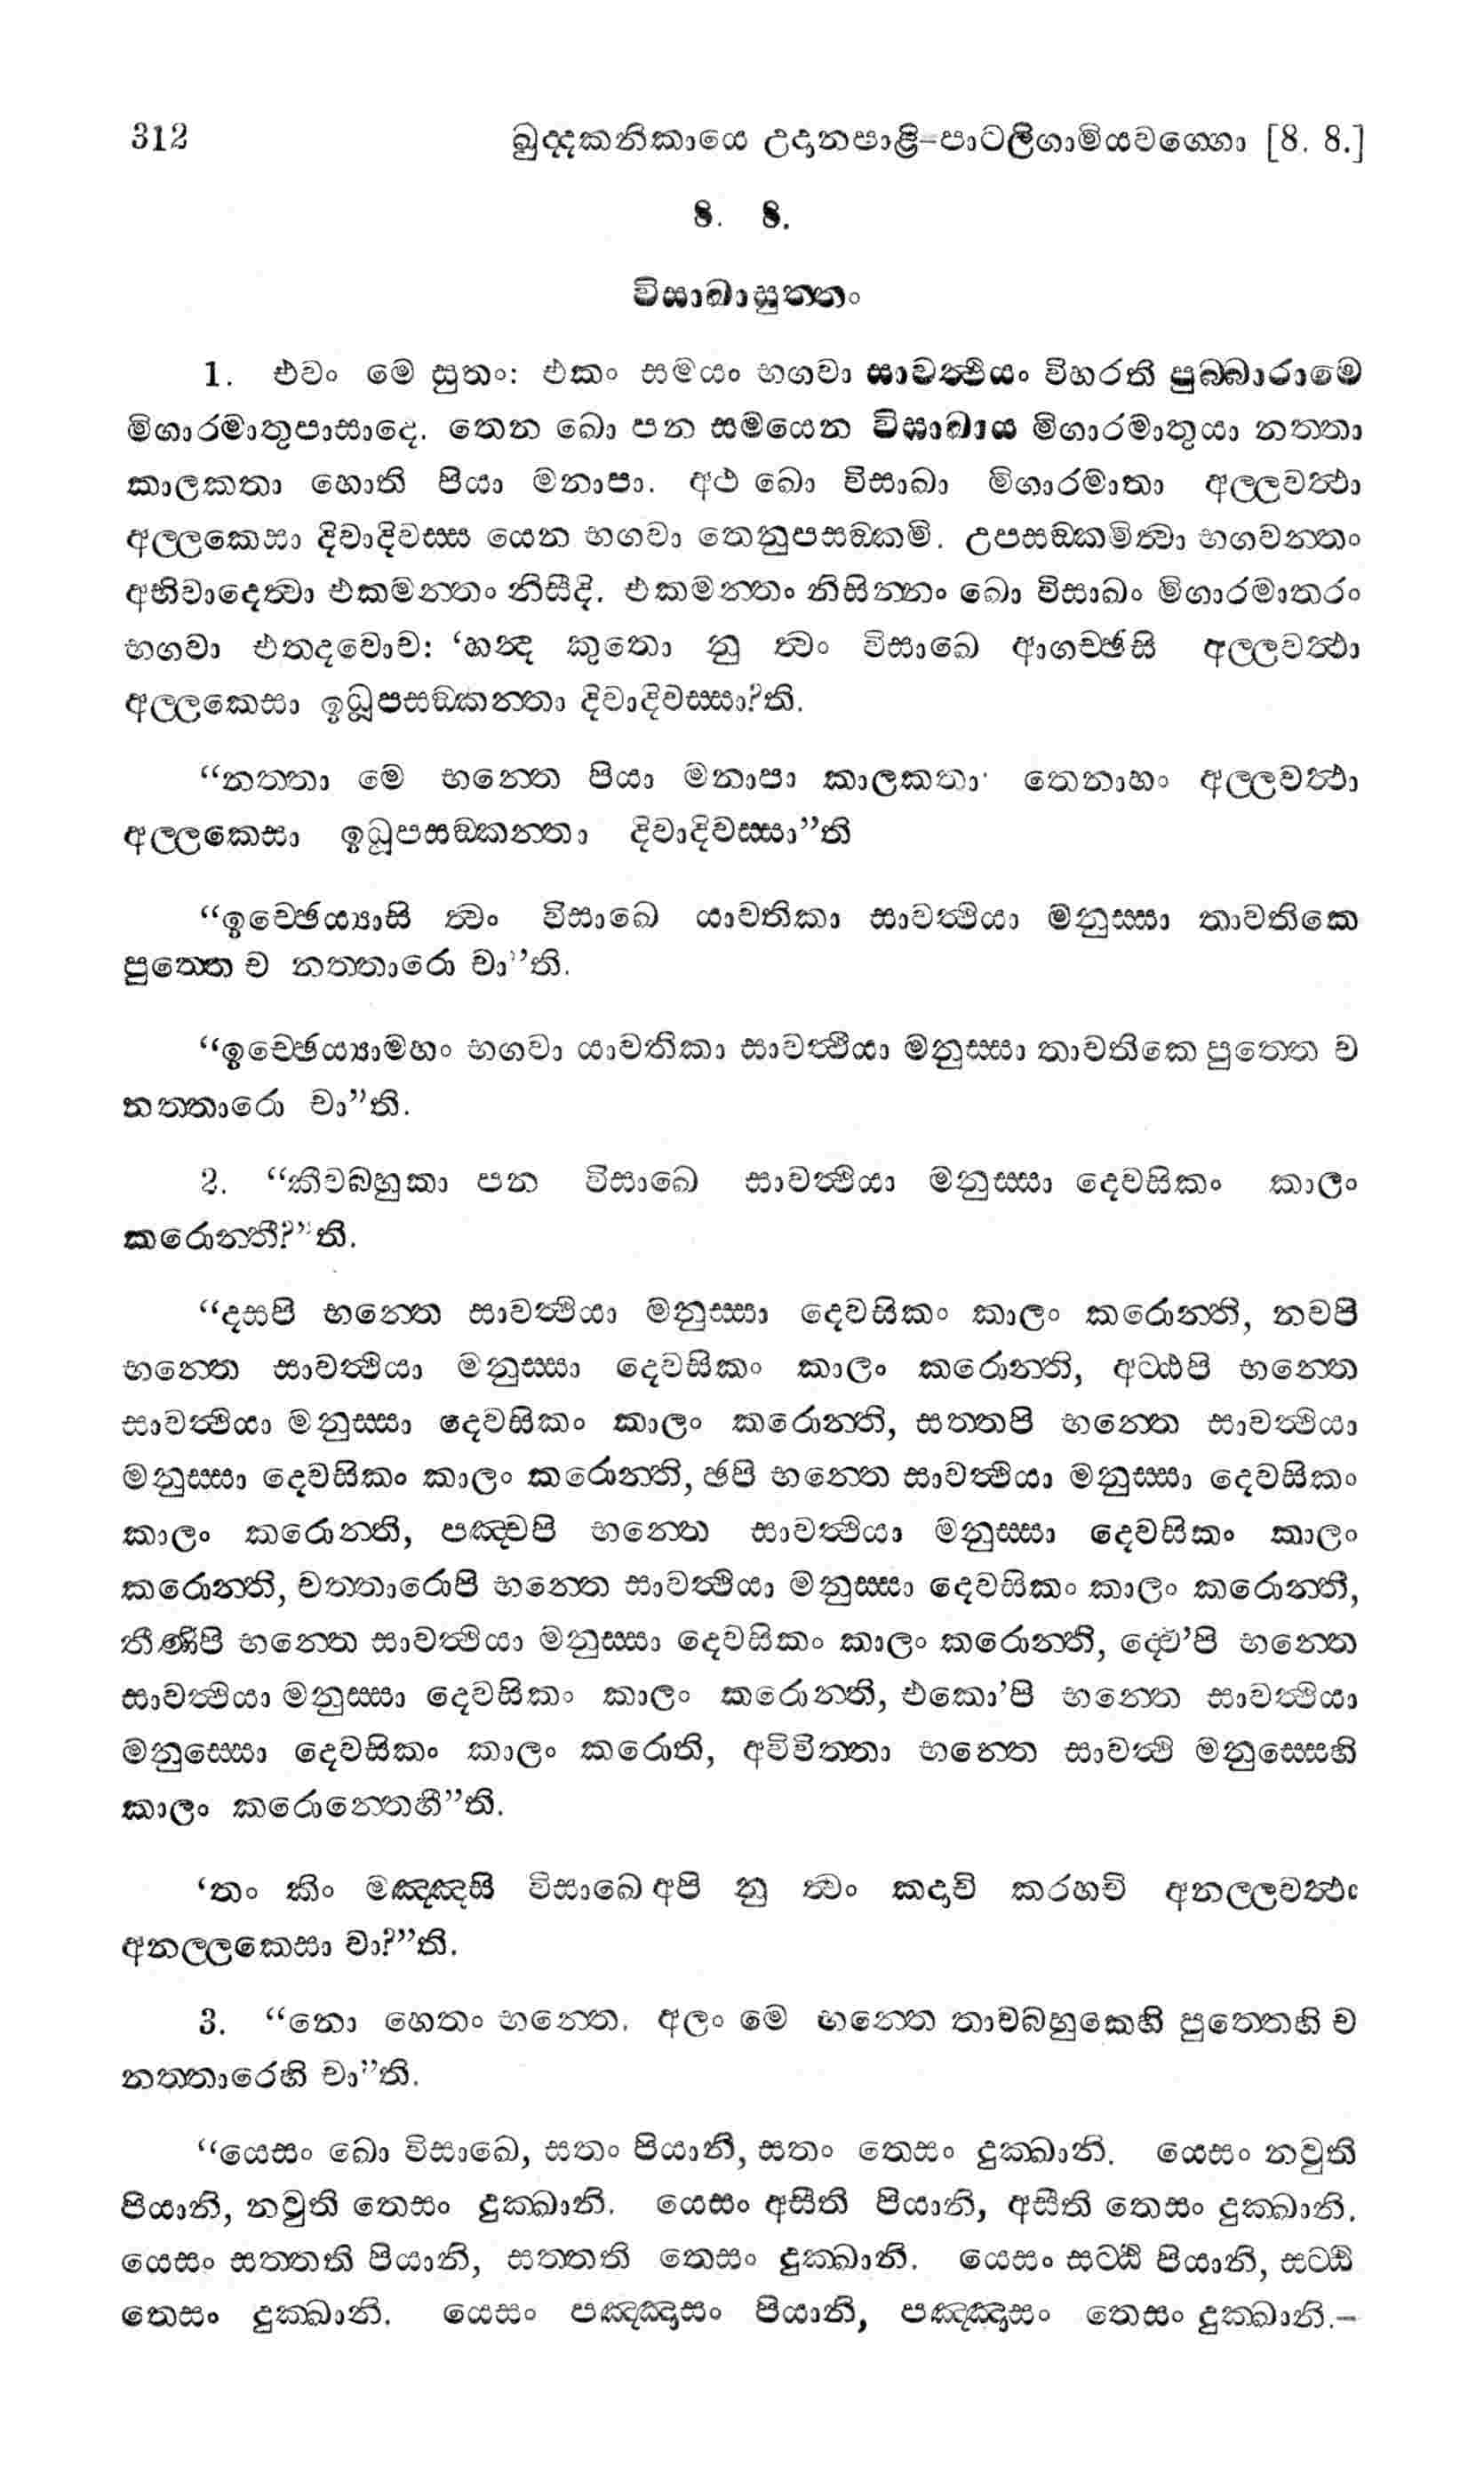 312 ඛුද්දකනිකායෙ උදානපාළි-පාටලිගාමියවග්ගො [8. 8.]
8. 8.
විසාඛාසුත්තං
1. එවං මෙ සුතං: එකං සමයං භගවා සාවත්ථියං විහරති පුබ්බාරාමෙ
මිගාරමාතුපාසාදෙ. තෙන ඛො පන සමයෙන විසාඛාය මිගාරමාතුයා නත්තා
කාලකතා හොති පියා මනාපා. අථ ඛො විසාඛා මිගාරමාතා අල්ලවත්ථා
අල්ලකෙසා දිවාදිවස්ස යෙන භගවා තෙනුපසඞ්කමි. උපසඞ්කමිත්වා භගවන්තං
අභිවාදෙත්වා එකමන්තං නිසීදි. එකමන්තං නිසින්නං ඛො විසාඛං මිගාරමාතරං
භගවා එතදවොච: ‘හන්ද කුතො නු ත්වං විසාඛෙ ආගච්ඡසි අල්ලවත්ථා
අල්ලකෙසා ඉධූපසඞ්කන්තා දිවාදිවස්සා?ති.
“නත්තා මෙ භන්තෙ පියා මනාපා කාලකතා· තෙනාහං අල්ලවත්ථා
අල්ලකෙසා ඉධූපසඞ්කන්තා දිවාදිවස්සා”ති
“ඉච්ඡෙය්‍යාසි ත්වං විසාඛෙ යාවතිකා සාවත්ථියා මනුස්සා තාවතිකෙ
පුත්තෙ ච නත්තාරො චා”ති.
“ඉච්ඡෙය්‍යාමහං භගවා යාවතිකා සාවත්ථියා මනුස්සා තාවතිකෙ පුත්තෙ ච
නත්තාරො චා”ති.
2. “කීවබහුකා පන විසාඛෙ සාවත්ථියා මනුස්සා දෙවසිකං කාලං
කරොන්තී?”ති.
“දසපි භන්තෙ සාවත්ථියා මනුස්සා දෙවසිකං කාලං කරොන්ති, නවපි
භන්තෙ සාවත්ථියා මනුස්සා දෙවසිකං කාලං කරොන්ති, අට්ඨපි භන්තෙ
සාවත්ථියා මනුස්සා දෙවසිකං කාලං කරොන්ති, සත්තපි භන්තෙ සාවත්ථියා
මනුස්සා දෙවසිකං කාලං කරොන්ති, ඡපි භන්තෙ සාවත්ථියා මනුස්සා දෙවසිකං
කාලං කරොන්ති, පඤ්චපි භන්තෙ සාවත්ථියා මනුස්සා දෙවසිකං කාලං
කරොන්ති, චත්තාරොපි භන්තෙ සාවත්ථියා මනුස්සා දෙවසිකං කාලං කරොන්ති,
තීණිපි භන්තෙ සාවත්ථියා මනුස්සා දෙවසිකං කාලං කරොන්ති, ද්වෙ’පි භන්තෙ
සාවත්ථියා මනුස්සා දෙවසිකං කාලං කරොන්ති, එකො’පි භන්තෙ සාවත්ථියා
මනුස්සො දෙවසිකං කාලං කරොති, අවිවිත්තා භන්තෙ සාවත්ථි මනුස්සෙහි
කාලං කරොන්තෙහී”ති.
‘තං කිං මඤ්ඤසි විසාඛෙ අපි නු ත්වං කදාචි කරහචි අනල්ලවත්ථා
අනල්ලකෙසා වා?”ති.
3. “නො හෙතං භන්තෙ. අලං මෙ භන්තෙ තාවබහුකෙහි පුත්තෙහි ච
නත්තාරෙහි චා”ති.
“යෙසං ඛො විසාඛෙ, සතං පියානි, සතං තෙසං දුක්ඛානි. යෙසං නවුති
පියානි, නවුති තෙසං දුක්ඛානි. යෙසං අසීති පියානි, අසීති තෙසං දුක්ඛානි.
යෙසං සත්තති පියානි, සත්තති තෙසං දුක්ඛානි. යෙසං සට්ඨි පියානි, සට්ඨි
තෙසං දුක්ඛානි. යෙසං පඤ්ඤාසං පියානි, පඤ්ඤාසං තෙසං දුක්ඛානි.–